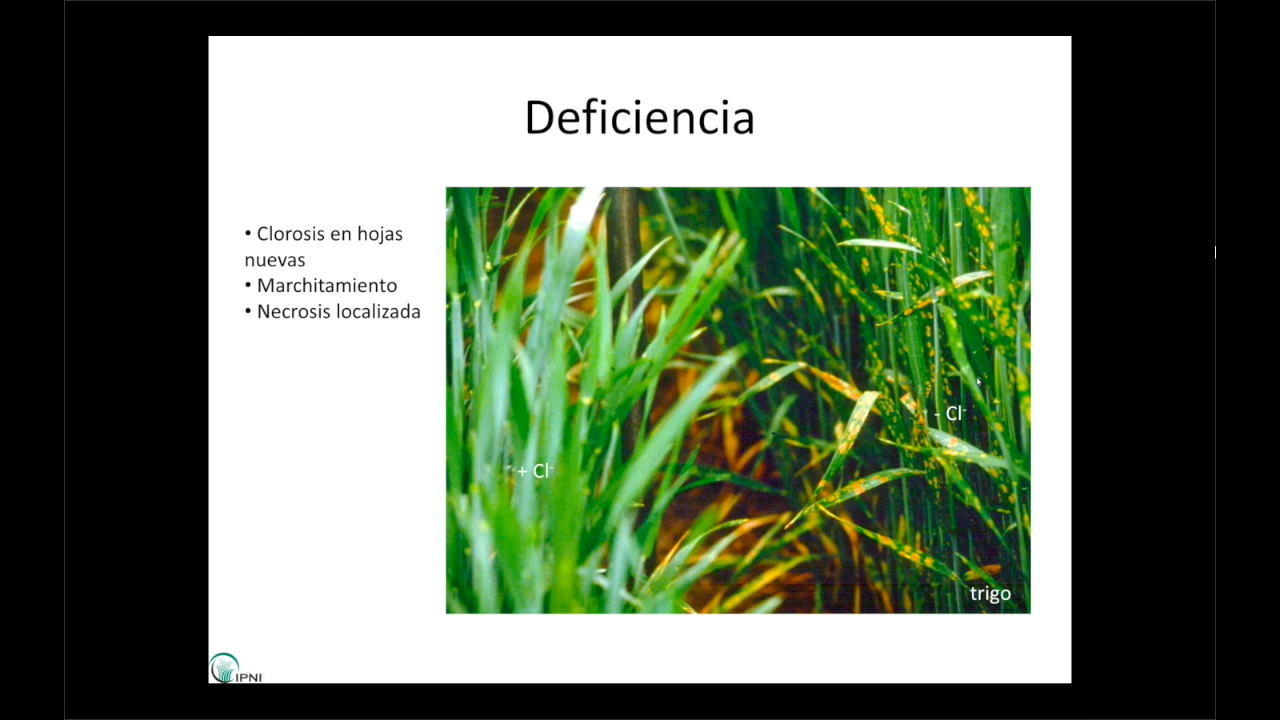 Deficiencia
• Clorosis en hojas
nuevas
• Marchitamiento
• Necrosis localizada
- Cl-
+ Cl-
trigo
IPNI